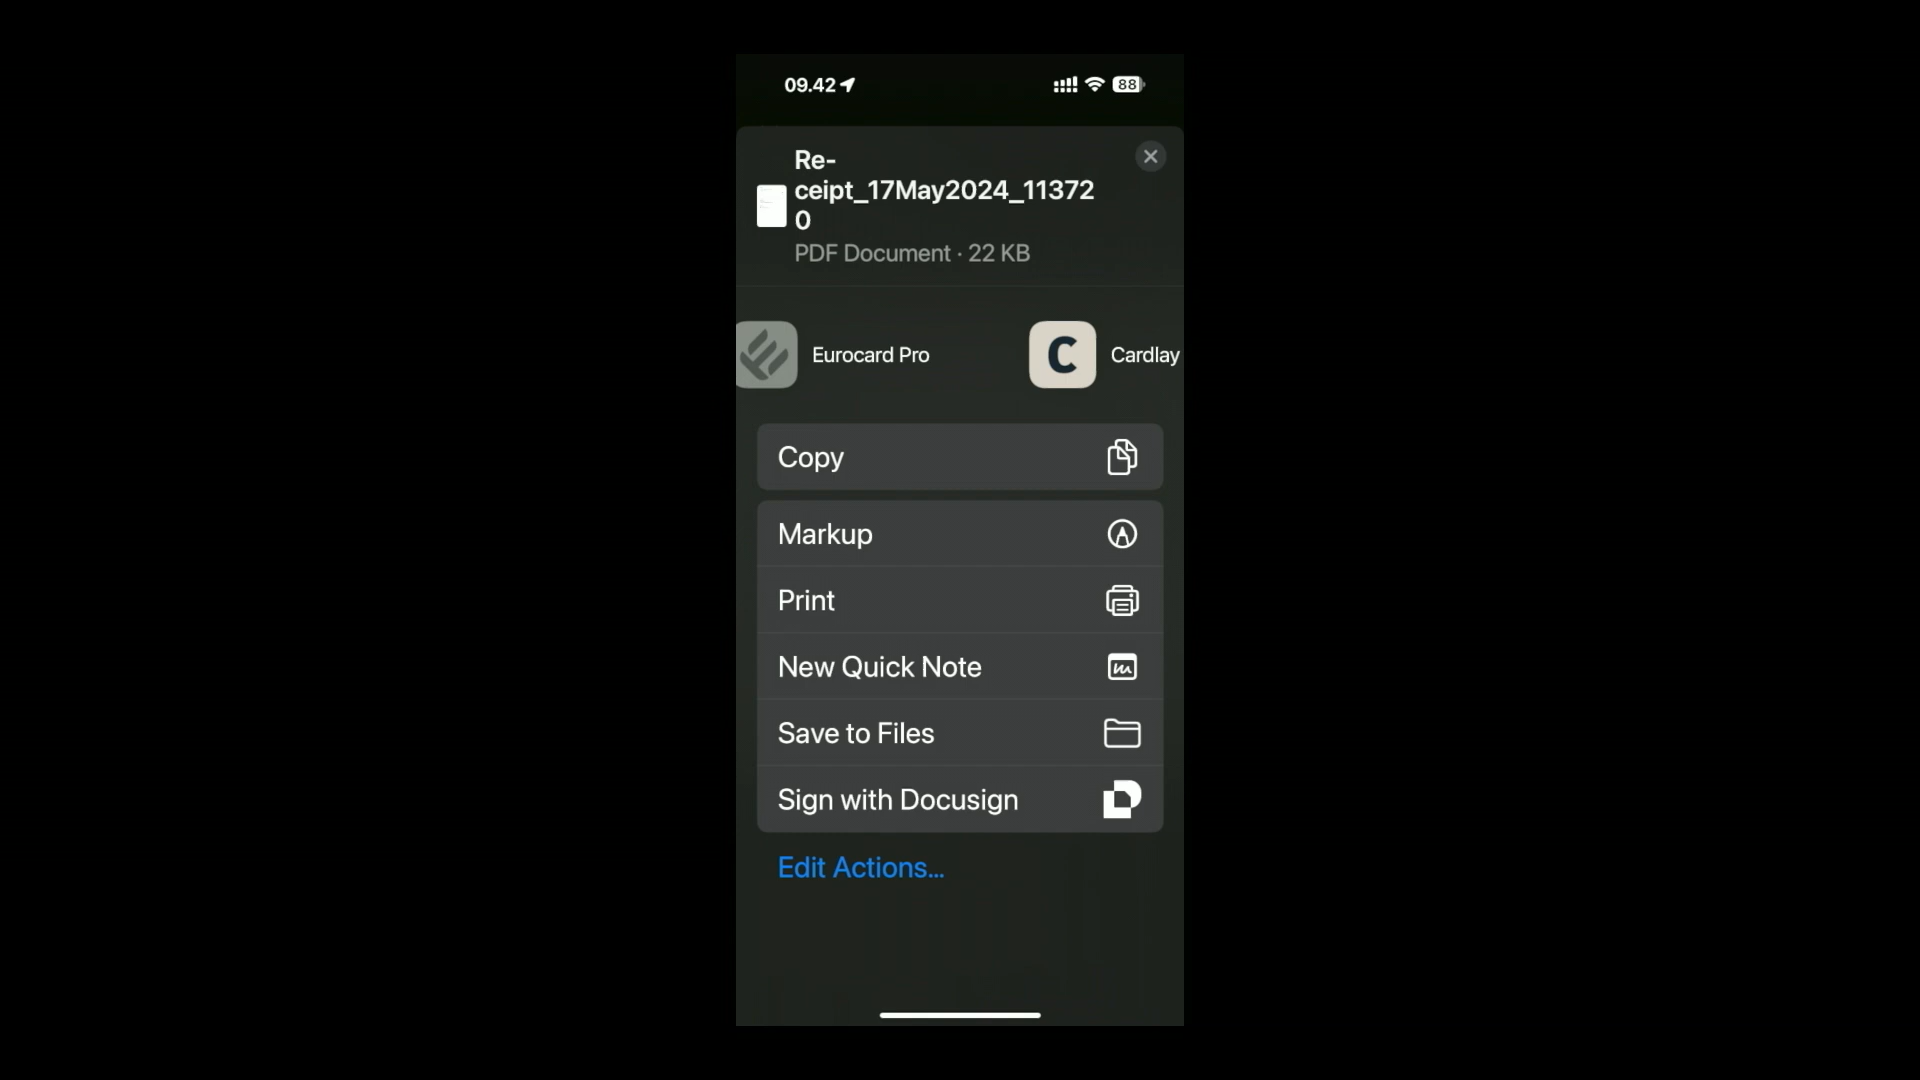 09.42
88
Re-
ceipt_17May2024_11372
0
PDF Document · 22 KB
Eurocard Pro
C
Cardlay
Copy
Markup
Print
New Quick Note
Save to Files
Sign with Docusign
Edit Actions...